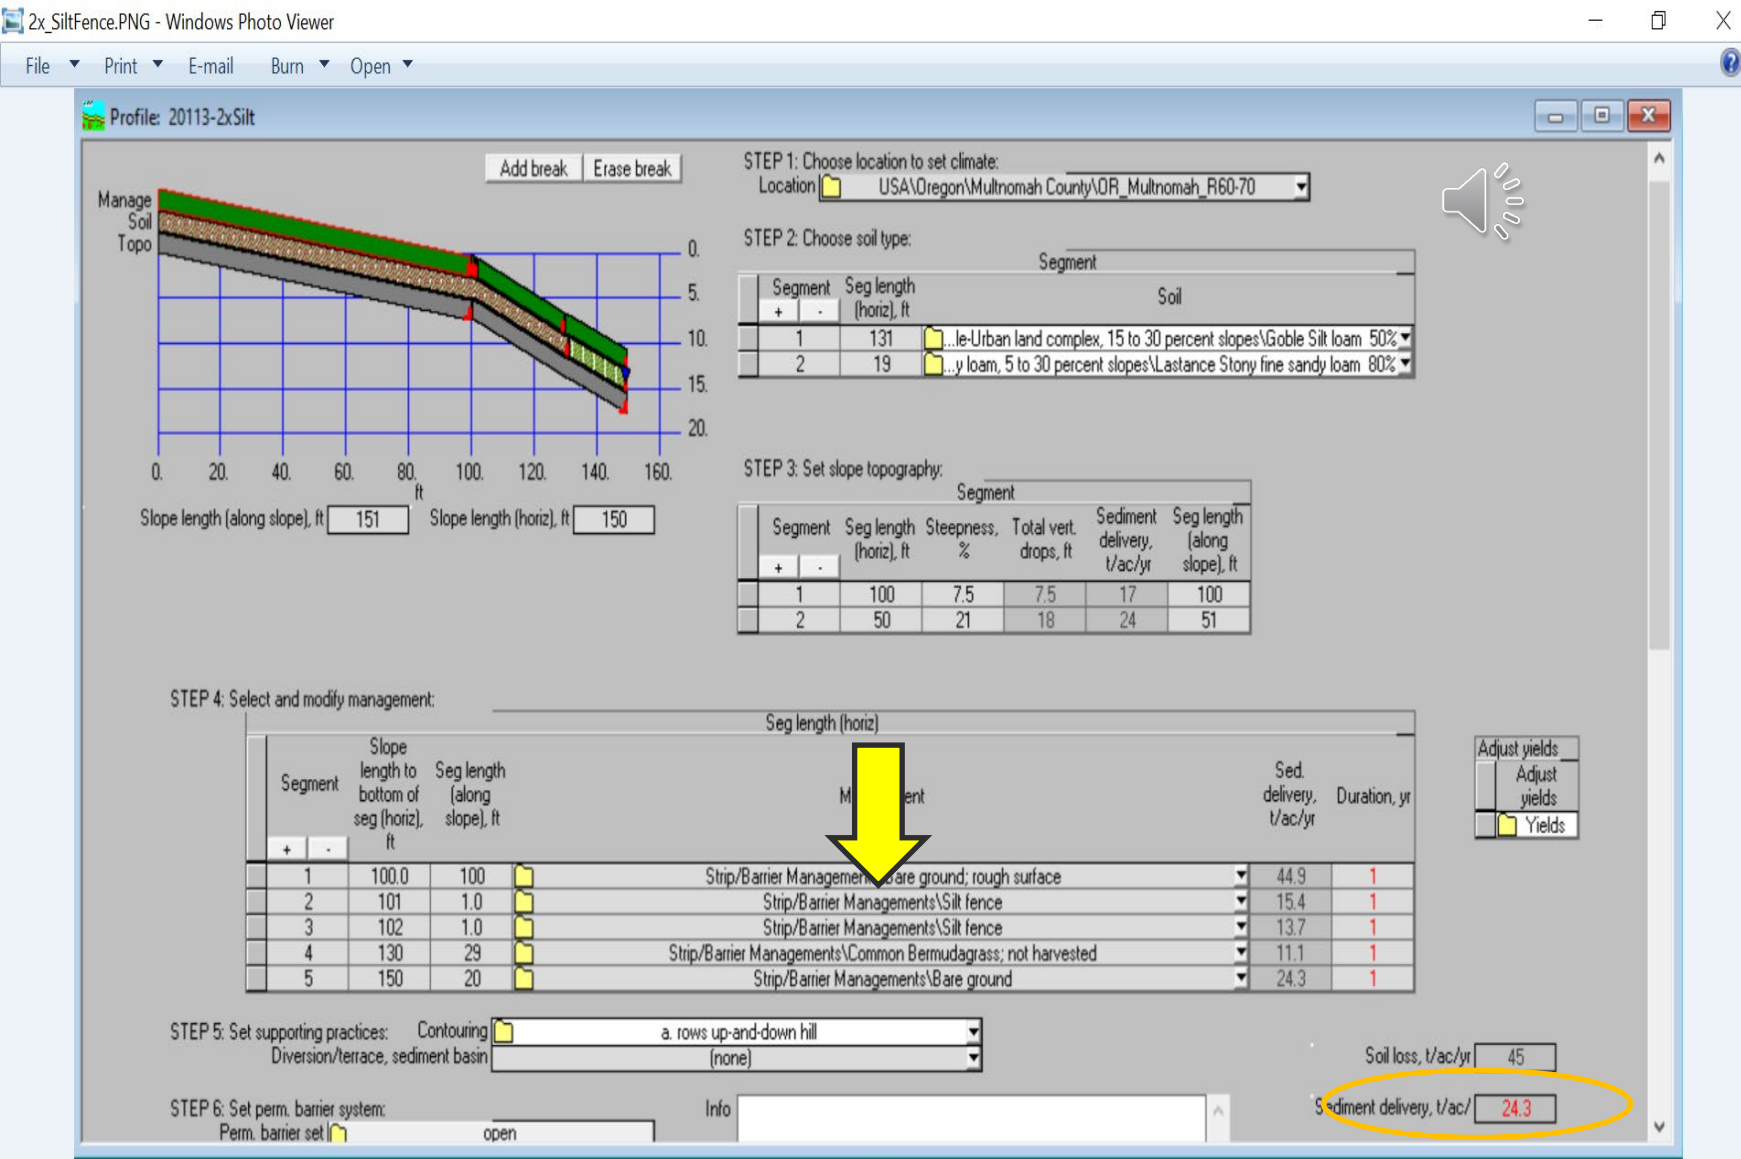 2x_SiltFence.PNG - Windows Photo Viewer
File Print E-mail Burn Open
Profile: 20113-2xSilt
Add break Erase break
Manage
Soil
Topo
0.
5.
10.
15.
20.
0. 20. 40. 60. 80. 100. 120. 140. 160.
ft
Slope length (along slope), ft 151 Slope length (horiz), ft 150
STEP 1: Choose location to set climate:
Location USA\Oregon\Multnomah County\OR_Multnomah_R60-70
STEP 2: Choose soil type:
Segment
Segment Seg length (horiz), ft Soil
+ -
1 131 ...le-Urban land complex, 15 to 30 percent slopes\Goble Silt loam 50%
2 19 ...y loam, 5 to 30 percent slopes\Lastance Stony fine sandy loam 80%
STEP 3: Set slope topography:
Segment
Segment Seg length (horiz), ft Steepness, % Total vert. drops, ft Sediment delivery, t/ac/yr Seg length (along slope), ft
+ -
1 100 7.5 7.5 17 100
2 50 21 18 24 51
STEP 4: Select and modify management:
Seg length (horiz)
Segment Slope length to bottom of seg (horiz), ft Seg length (along slope), ft M ent Sed. delivery, t/ac/yr Duration, yr
+ -
1 100.0 100 Strip/Barrier Managemen Bare ground; rough surface 44.9 1
2 101 1.0 Strip/Barrier Managements\Silt fence 15.4 1
3 102 1.0 Strip/Barrier Managements\Silt fence 13.7 1
4 130 29 Strip/Barrier Managements\Common Bermudagrass; not harvested 11.1 1
5 150 20 Strip/Barrier Managements\Bare ground 24.3 1
Adjust yields
Adjust
yields
Yields
STEP 5: Set supporting practices: Contouring a. rows up-and-down hill
Diversion/terrace, sediment basin (none)
Soil loss, t/ac/yr 45
Sediment delivery, t/ac/ 24.3
STEP 6: Set perm. barrier system:
Perm. barrier set open
Info